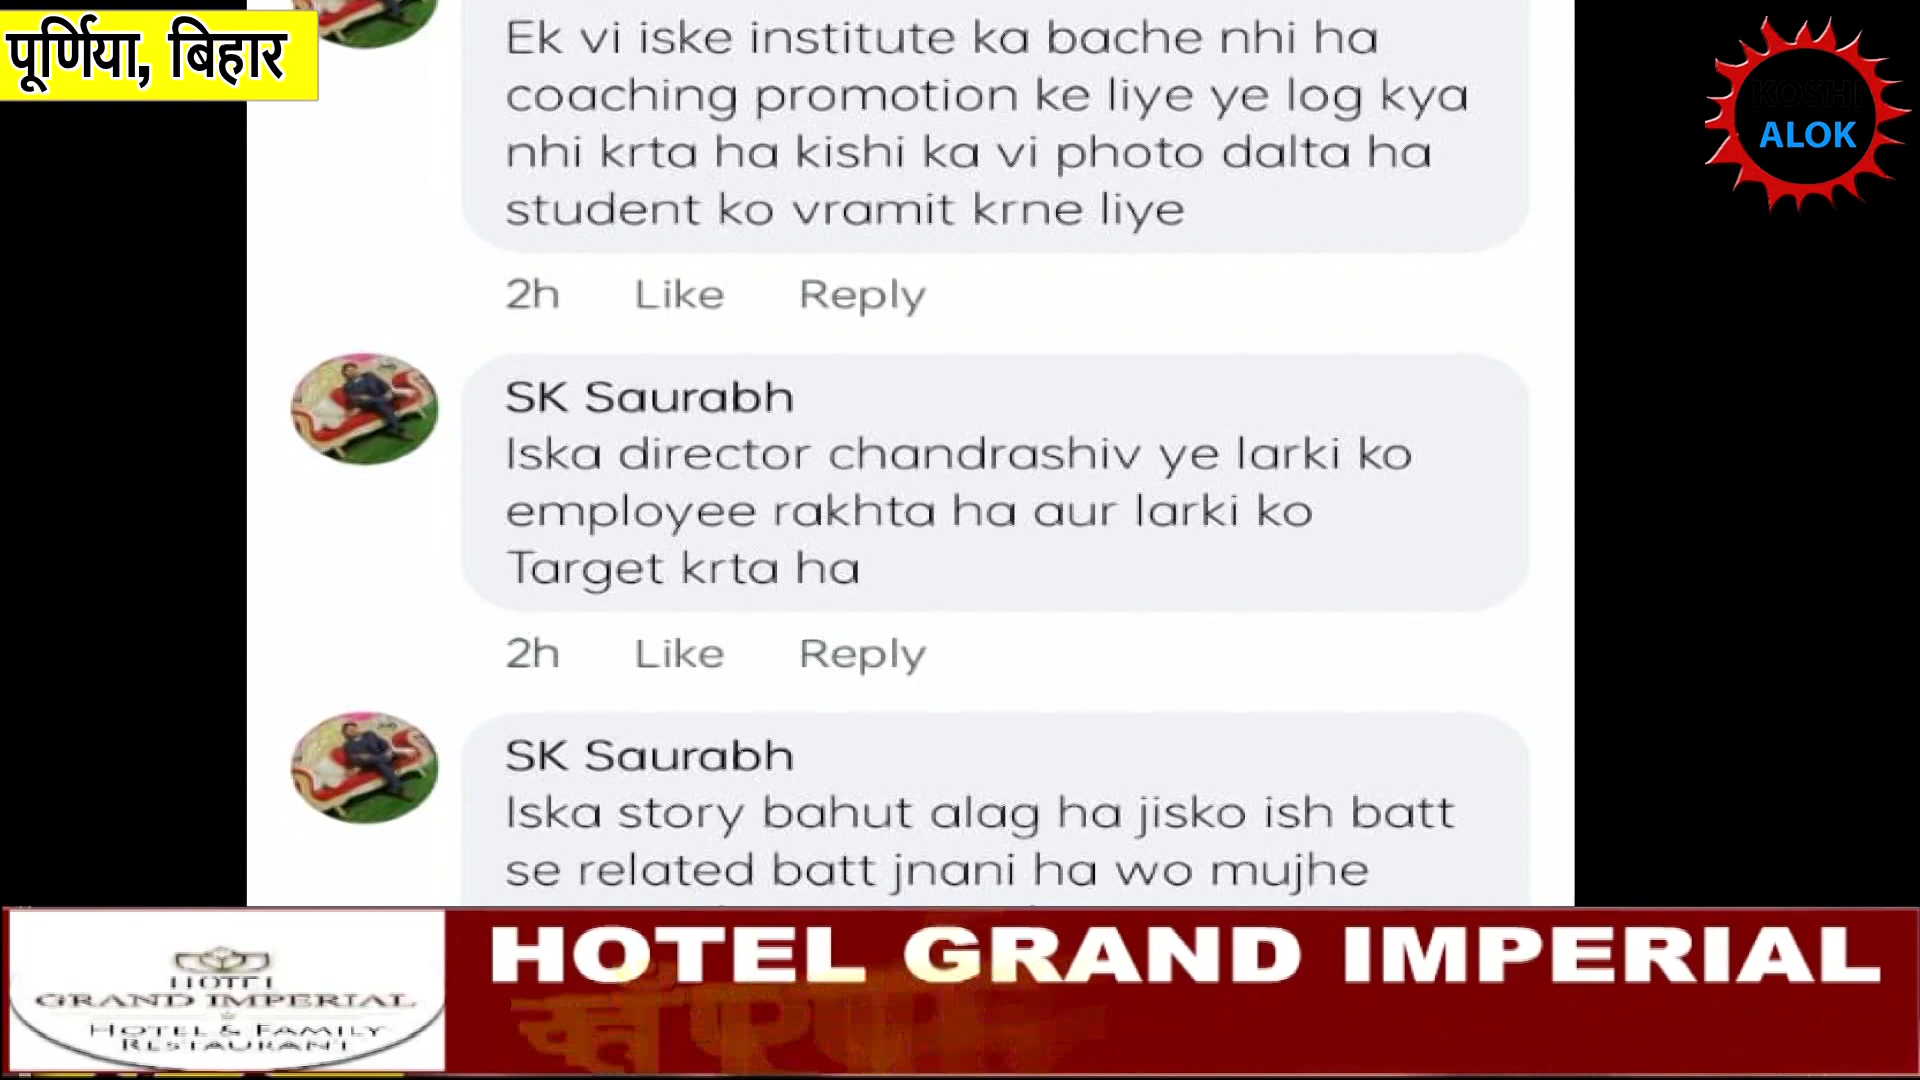 पूर्णिया, बिहार
KOSHI
ALOK
Ek vi iske institute ka bache nhi ha
coaching promotion ke liye ye log kya
nhi krta ha kishi ka vi photo dalta ha
student ko vramit krne liye
2h Like Reply
SK Saurabh
Iska director chandrashiv ye larki ko
employee rakhta ha aur larki ko
Target krta ha
2h Like Reply
SK Saurabh
Iska story bahut alag ha jisko ish batt
se related batt jnani ha wo mujhe
HOTEL
GRAND IMPERIAL
HOTEL & FAMILY
RESTAURANT
HOTEL GRAND IMPERIAL